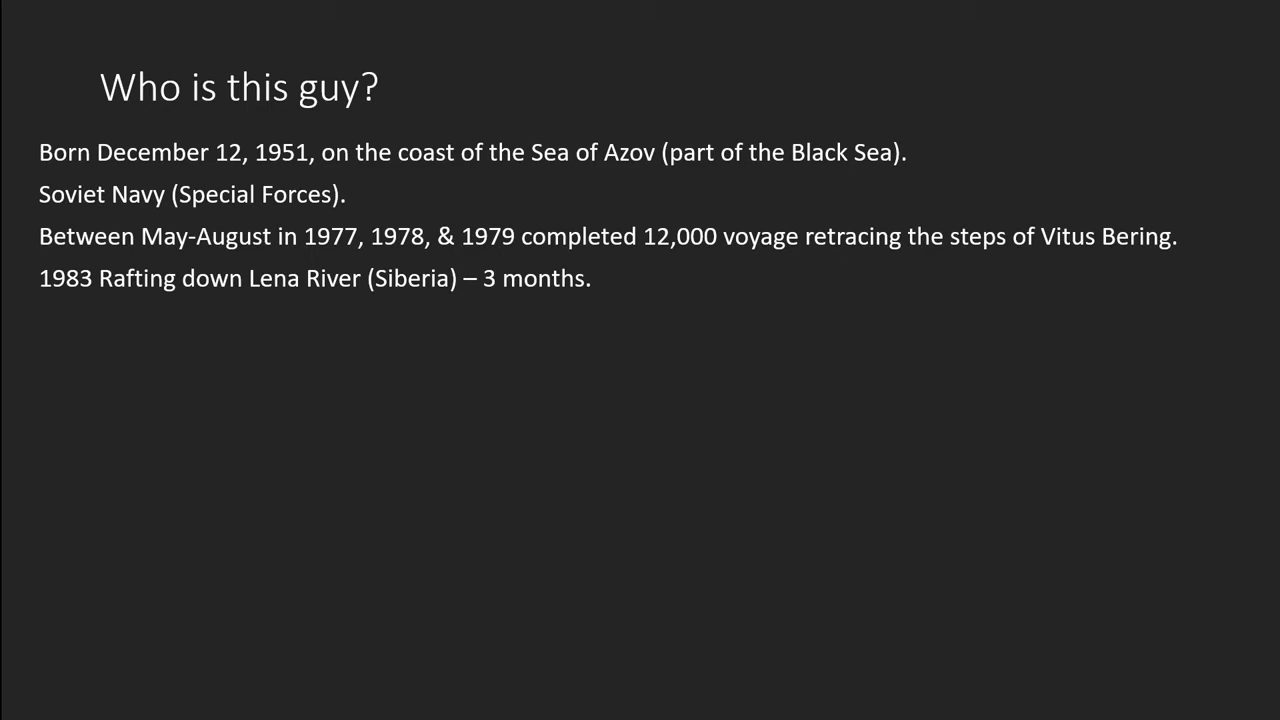 Who is this guy?
Born December 12, 1951, on the coast of the Sea of Azov (part of the Black Sea).
Soviet Navy (Special Forces).
Between May-August in 1977, 1978, & 1979 completed 12,000 voyage retracing the steps of Vitus Bering.
1983 Rafting down Lena River (Siberia) – 3 months.